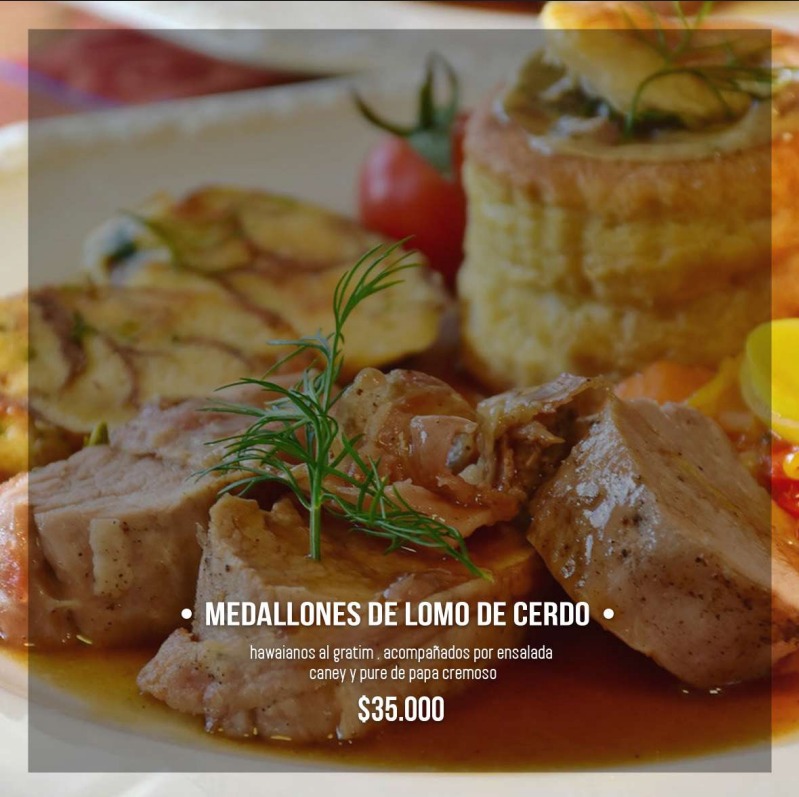 • MEDALLONES DE LOMO DE CERDO •
hawaianos al gratim , acompañados por ensalada
caney y pure de papa cremoso
$35.000